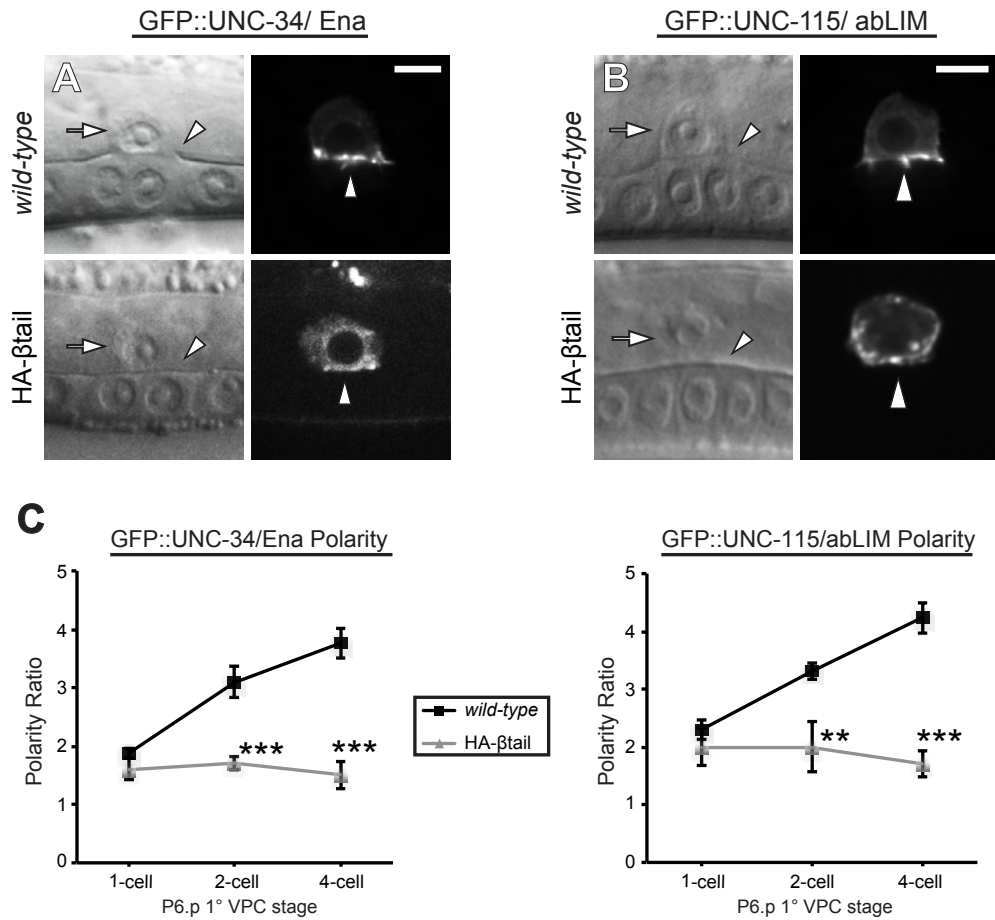 GFP::UNC-34/ Ena
GFP::UNC-115/ abLIM
A
B
wild-type
wild-type
HA-βtail
HA-βtail
C
GFP::UNC-34/Ena Polarity
GFP::UNC-115/abLIM Polarity
Polarity Ratio
5
4
3
2
1
0
*** ***
1-cell 2-cell 4-cell
P6.p 1° VPC stage
wild-type
HA-βtail
Polarity Ratio
5
4
3
2
1
0
** ***
1-cell 2-cell 4-cell
P6.p 1° VPC stage